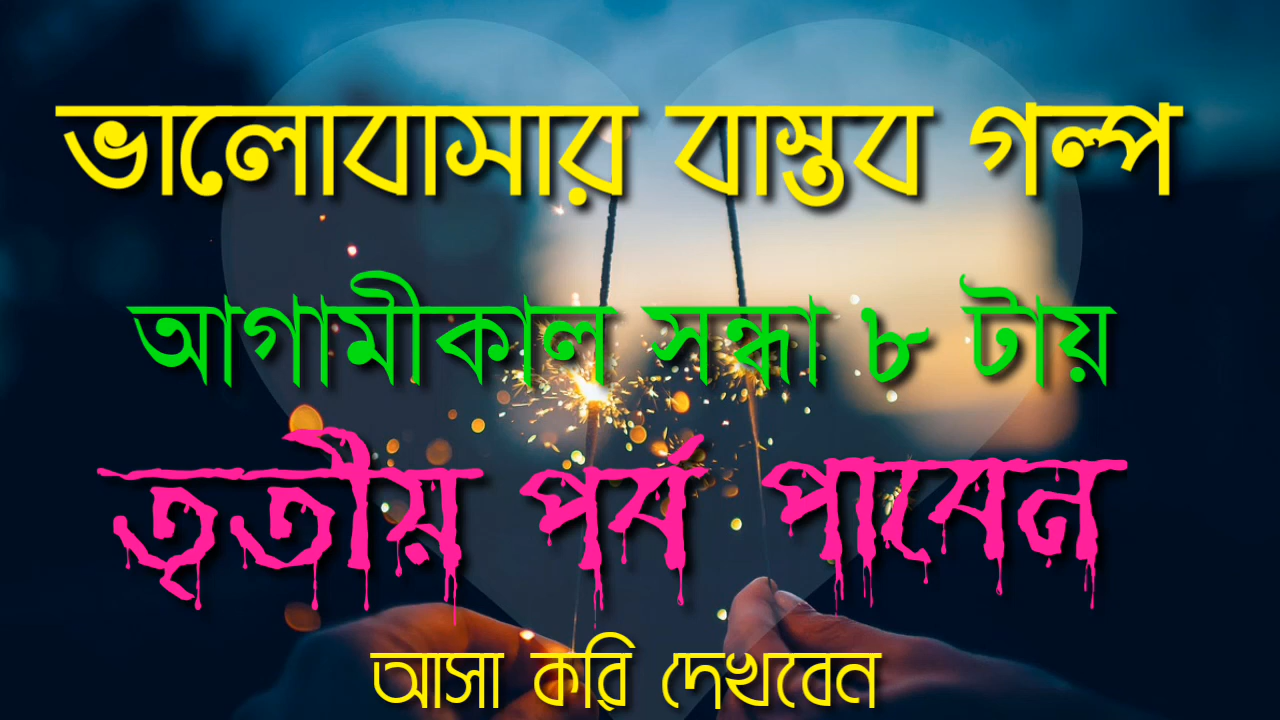 ভালোবাসার বাস্তব গল্প
আগামীকাল সন্ধা ৮ টায়
তৃতীয় পর্ব পাবেন
আসা করি দেখবেন